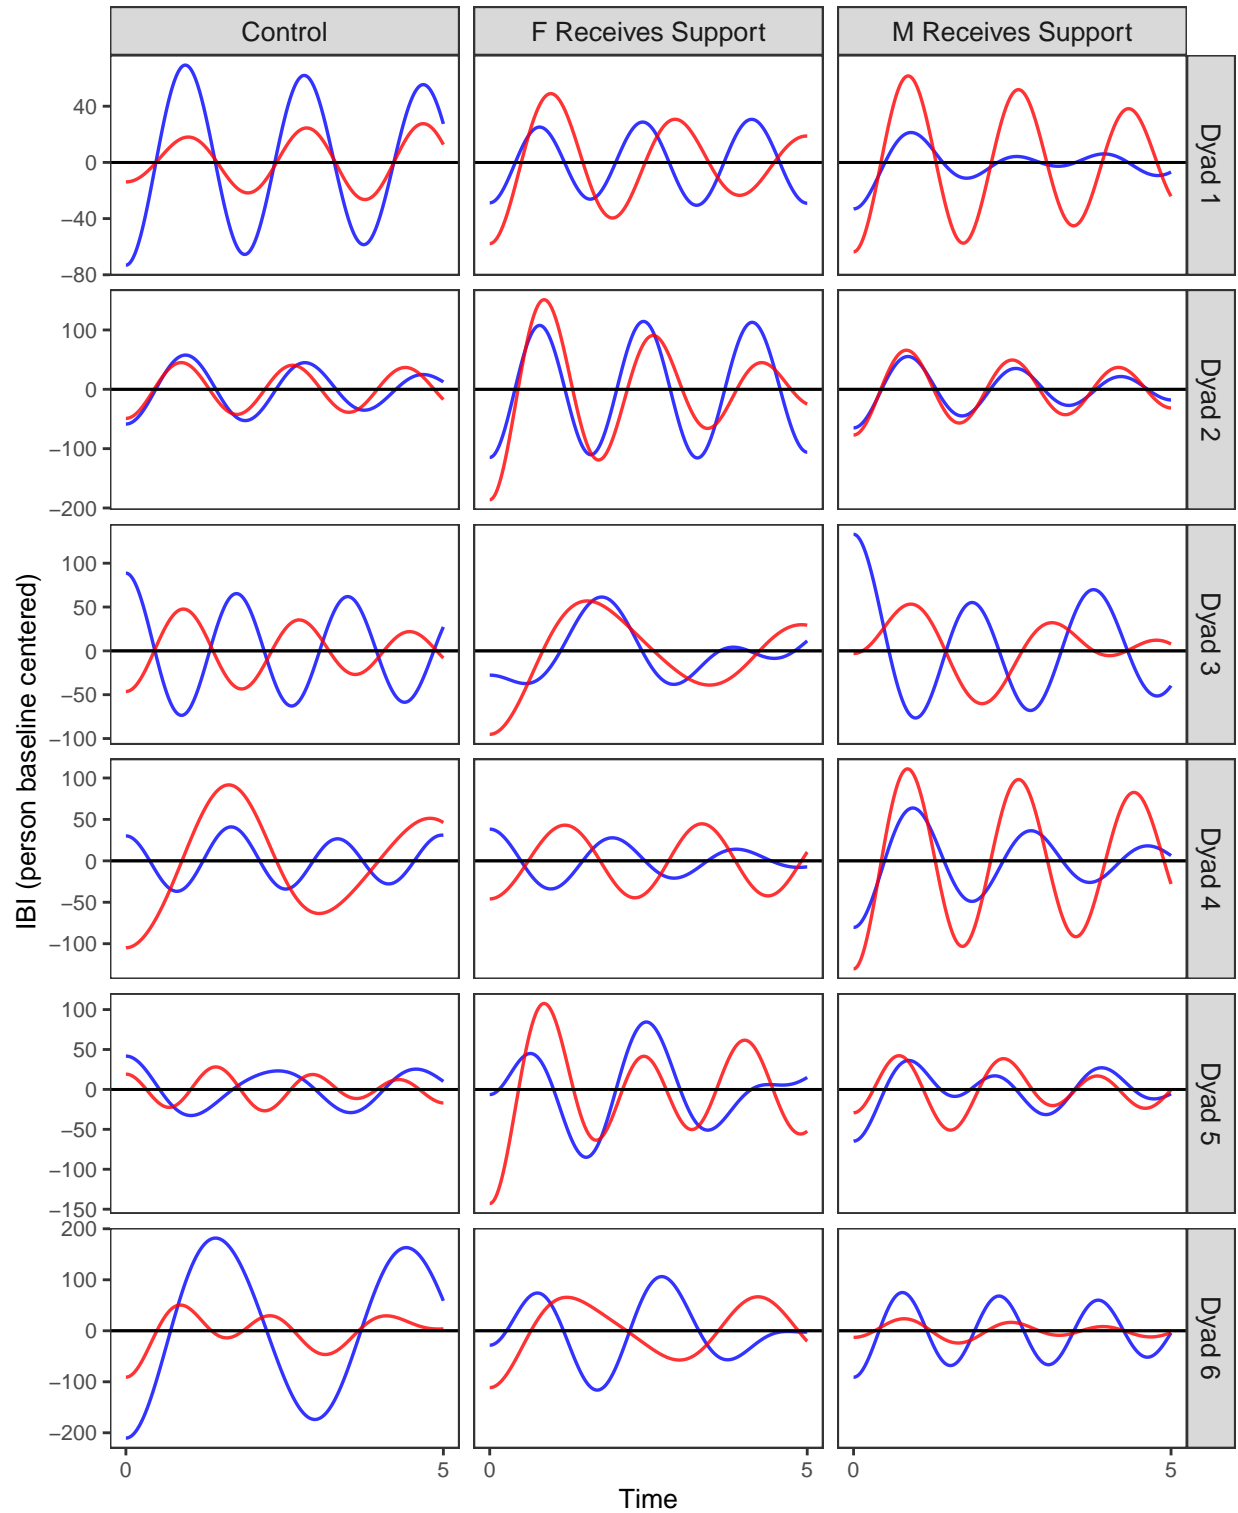 Control
F Receives Support
M Receives Support
40
0
−40
−80
Dyad 1
100
0
−100
−200
Dyad 2
100
50
0
−50
−100
Dyad 3
IBI (person baseline centered)
100
50
0
−50
−100
Dyad 4
100
50
0
−50
−100
−150
Dyad 5
200
100
0
−100
−200
Dyad 6
0 5 0 5 0 5
Time